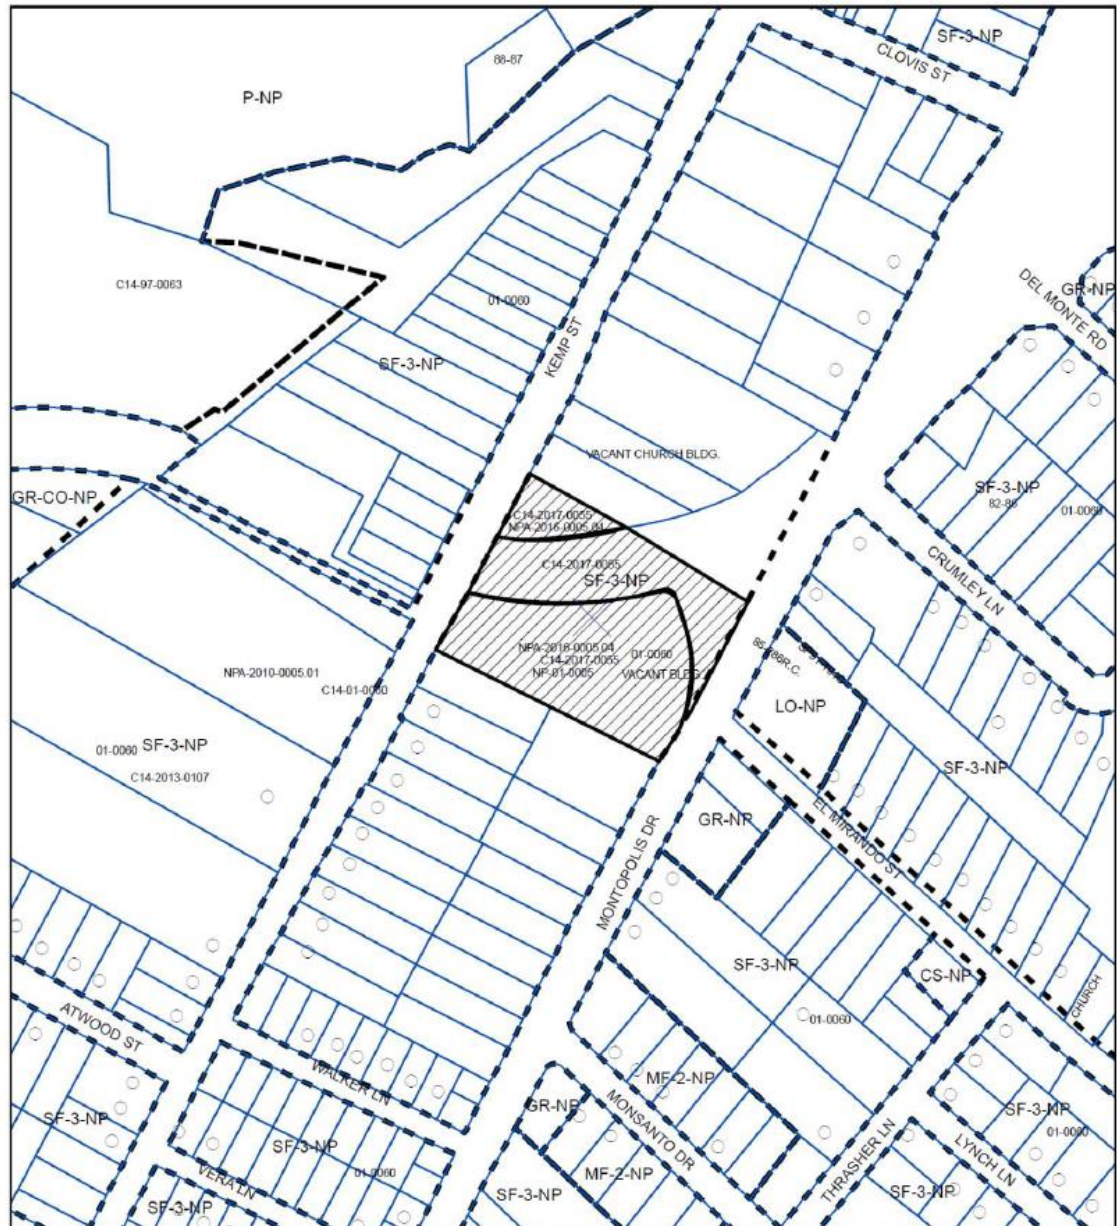 SF-3-NP
CLOVIS ST
88-87
P-NP
DEL MONTE RD
GR-NP
C14-97-0063
01-0060
KEMP ST
SF-3-NP
VACANT CHURCH BLDG.
SF-3-NP
82-86
01-0060
GR-CO-NP
C14-2017-0055
NPA-2016-0005.04
C14-2017-0055
SF-3-NP
CRUMLEY LN
NPA-2016-0005.04
C14-2017-0055
NP-01-0005
01-0060
VACANT BLDG.
NPA-2010-0005.01
C14-01-0060
LO-NP
01-0060
SF-3-NP
C14-2013-0107
SF-3-NP
GR-NP
EL MIRANDO ST
MONTOPOLIS DR
SF-3-NP
CS-NP
CHURCH
01-0060
ATWOOD ST
WALKER LN
MF-2-NP
GR-NP
MONSANTO DR
SF-3-NP
SF-3-NP
01-0060
SF-3-NP
01-0060
LYNCH LN
THRASHER LN
VERA LN
MF-2-NP
SF-3-NP
SF-3-NP
SF-3-NP